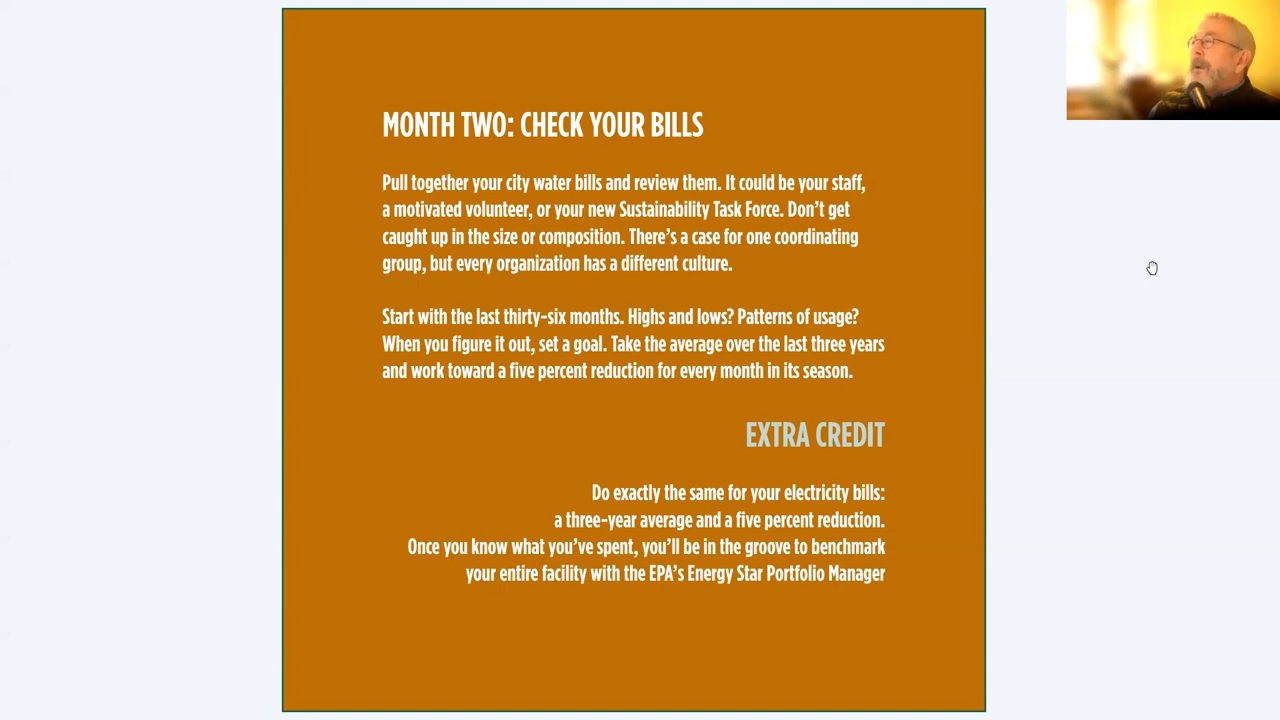 MONTH TWO: CHECK YOUR BILLS
Pull together your city water bills and review them. It could be your staff,
a motivated volunteer, or your new Sustainability Task Force. Don’t get
caught up in the size or composition. There’s a case for one coordinating
group, but every organization has a different culture.
Start with the last thirty-six months. Highs and lows? Patterns of usage?
When you figure it out, set a goal. Take the average over the last three years
and work toward a five percent reduction for every month in its season.
EXTRA CREDIT
Do exactly the same for your electricity bills:
a three-year average and a five percent reduction.
Once you know what you’ve spent, you’ll be in the groove to benchmark
your entire facility with the EPA’s Energy Star Portfolio Manager